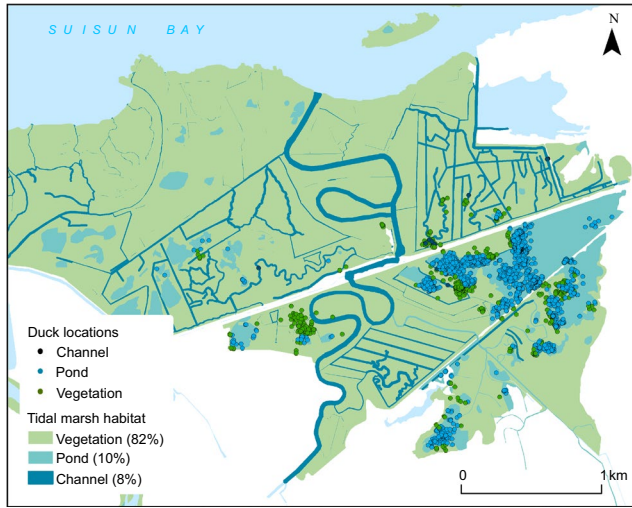 SUISUN BAY
N
Duck locations
Channel
Pond
Vegetation
Tidal marsh habitat
Vegetation (82%)
Pond (10%)
Channel (8%)
0 1 km